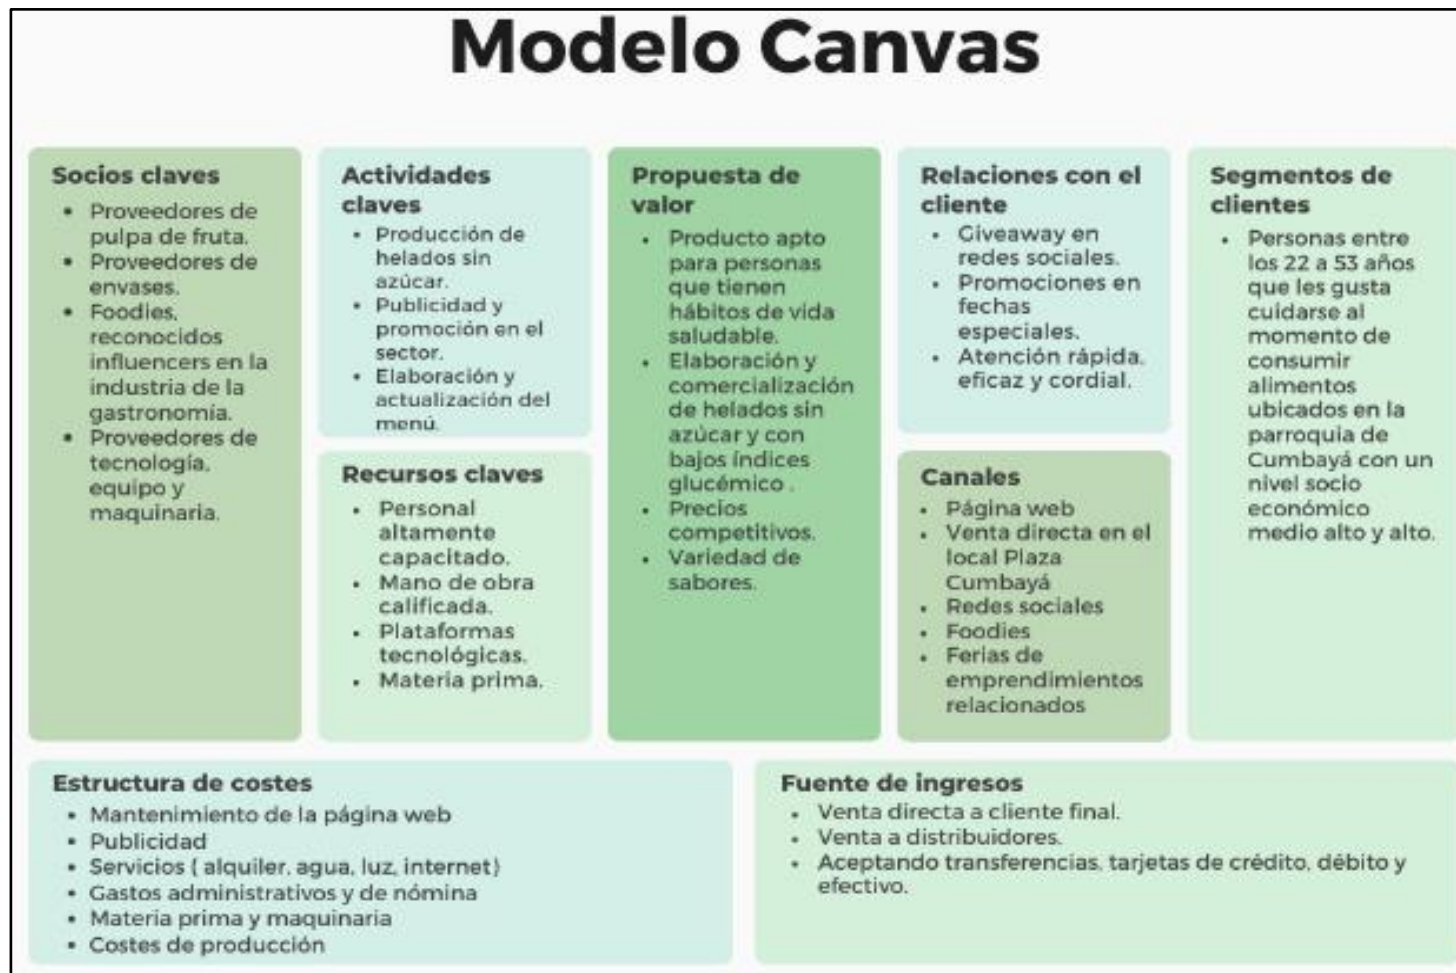 Modelo Canvas
Socios claves
• Proveedores de
pulpa de fruta.
• Proveedores de
envases.
• Foodies,
reconocidos
influencers en la
industria de la
gastronomía.
• Proveedores de
tecnología,
equipo y
maquinaria.
Actividades
claves
• Producción de
helados sin
azúcar.
• Publicidad y
promoción en el
sector.
• Elaboración y
actualización del
menú.
Recursos claves
• Personal
altamente
capacitado.
• Mano de obra
calificada.
• Plataformas
tecnológicas.
• Materia prima.
Propuesta de
valor
• Producto apto
para personas
que tienen
hábitos de vida
saludable.
• Elaboración y
comercialización
de helados sin
azúcar y con
bajos índices
glucémico .
• Precios
competitivos.
• Variedad de
sabores.
Relaciones con el
cliente
• Giveaway en
redes sociales.
• Promociones en
fechas
especiales.
• Atención rápida,
eficaz y cordial.
Canales
• Página web
• Venta directa en el
local Plaza
Cumbayá
• Redes sociales
• Foodies
• Ferias de
emprendimientos
relacionados
Segmentos de
clientes
• Personas entre
los 22 a 53 años
que les gusta
cuidarse al
momento de
consumir
alimentos
ubicados en la
parroquia de
Cumbayá con un
nivel socio
económico
medio alto y alto.
Estructura de costes
• Mantenimiento de la página web
• Publicidad
• Servicios ( alquiler, agua, luz, internet)
• Gastos administrativos y de nómina
• Materia prima y maquinaria
• Costes de producción
Fuente de ingresos
• Venta directa a cliente final.
• Venta a distribuidores.
• Aceptando transferencias, tarjetas de crédito, débito y
efectivo.